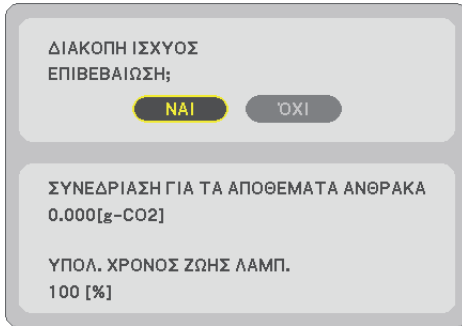 ΔΙΑΚΟΠΗ ΙΣΧΥΟΣ
ΕΠΙΒΕΒΑΙΩΣΗ;
ΝΑΙ ΌΧΙ
ΣΥΝΕΔΡΙΑΣΗ ΓΙΑ ΤΑ ΑΠΟΘΕΜΑΤΑ ΑΝΘΡΑΚΑ
0.000[g-CO2]
ΥΠΟΛ. ΧΡΟΝΟΣ ΖΩΗΣ ΛΑΜΠ.
100 [%]